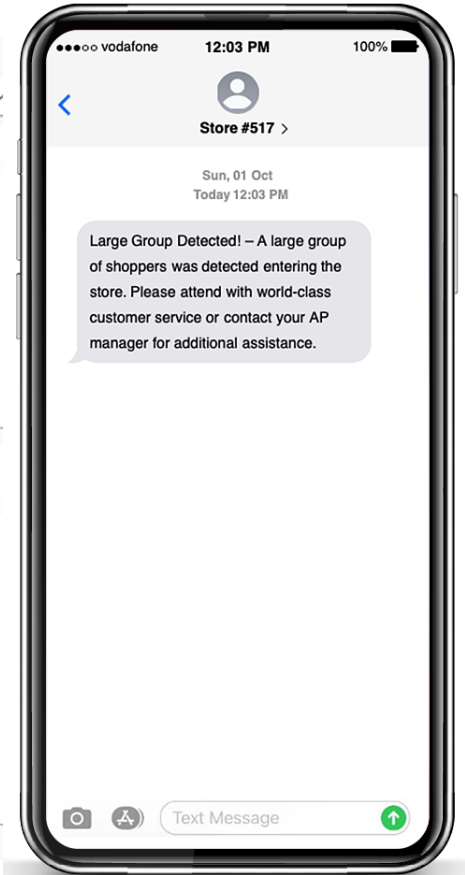 vodafone 12:03 PM 100%
Store #517 >
Sun, 01 Oct
Today 12:03 PM
Large Group Detected! – A large group
of shoppers was detected entering the
store. Please attend with world-class
customer service or contact your AP
manager for additional assistance.
Text Message